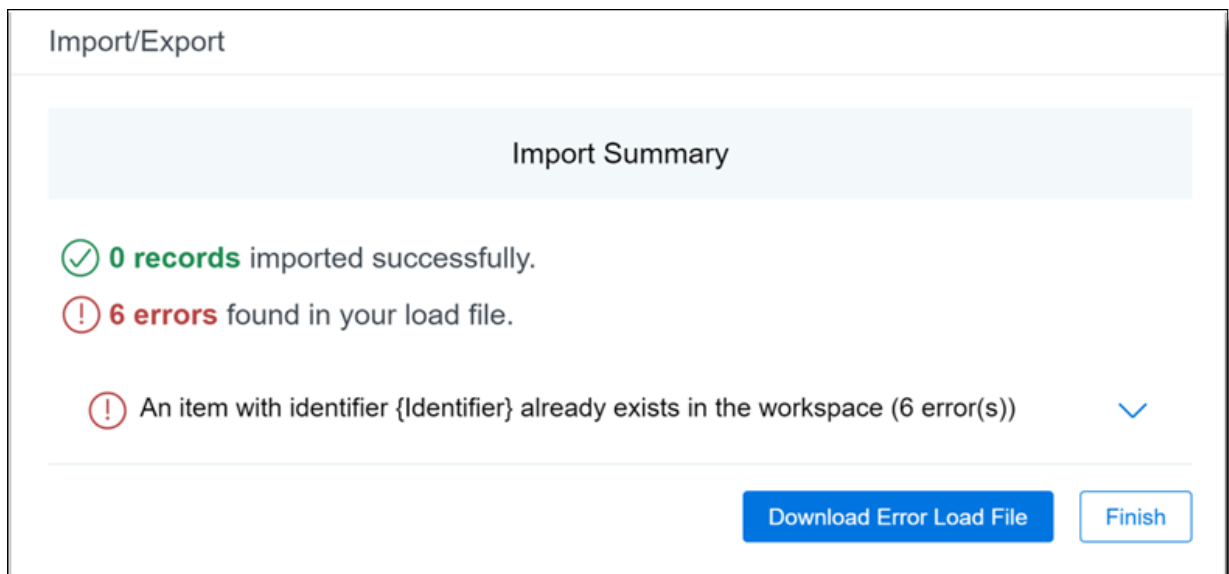 Import/Export
Import Summary
0 records imported successfully.
6 errors found in your load file.
An item with identifier {Identifier} already exists in the workspace (6 error(s))
Download Error Load File
Finish